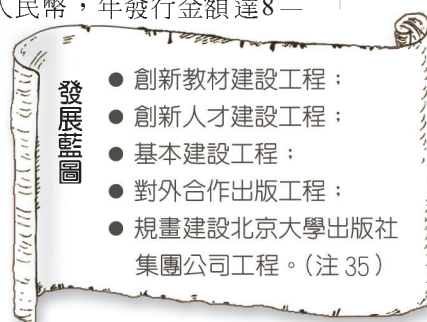 人民幣，年發行金額達8－
發展藍圖
● 創新教材建設工程；
● 創新人才建設工程；
● 基本建設工程；
● 對外合作出版工程；
● 規畫建設北京大學出版社
集團公司工程。（注35）